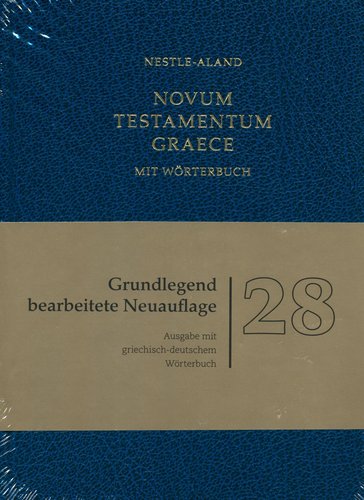 NESTLE-ALAND
NOVUM
TESTAMENTUM
GRAECE
MIT WÖRTERBUCH
Grundlegend
bearbeitete Neuauflage
28
Ausgabe mit
griechisch-deutschem
Wörterbuch